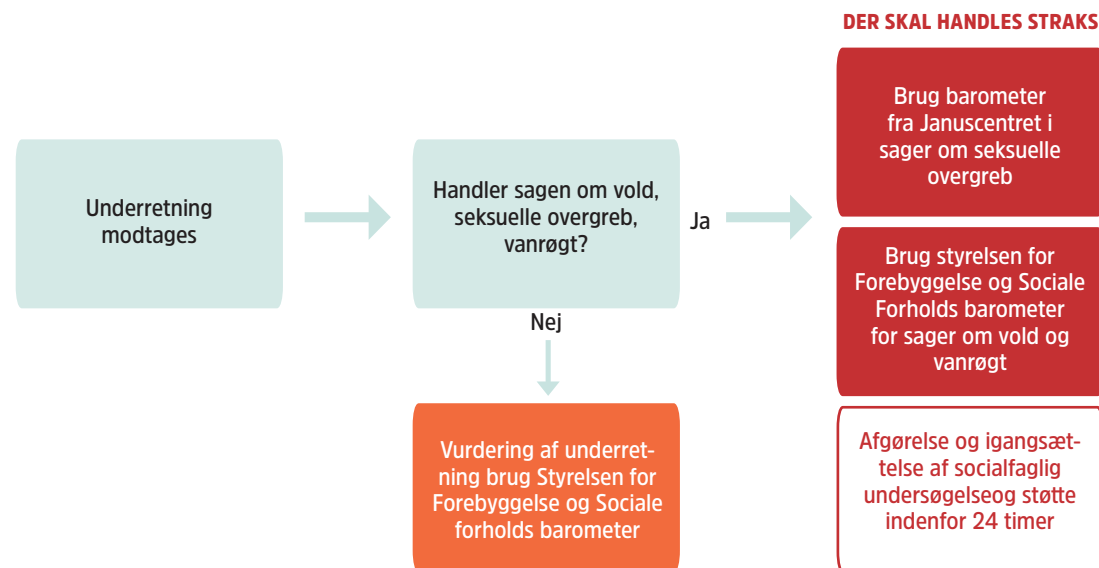 Underretning
modtages
Handler sagen om vold,
seksuelle overgreb,
vanrøgt?
Ja
Nej
Vurdering af underret-
ning brug Styrelsen for
Forebyggelse og Sociale
forholds barometer
DER SKAL HANDLES STRAKS
Brug barometer
fra Januscentret i
sager om seksuelle
overgreb
Brug styrelsen for
Forebyggelse og Sociale
Forholds barometer
for sager om vold og
vanrøgt
Afgørelse og igangsæt-
telse af socialfaglig
undersøgelseog støtte
indenfor 24 timer